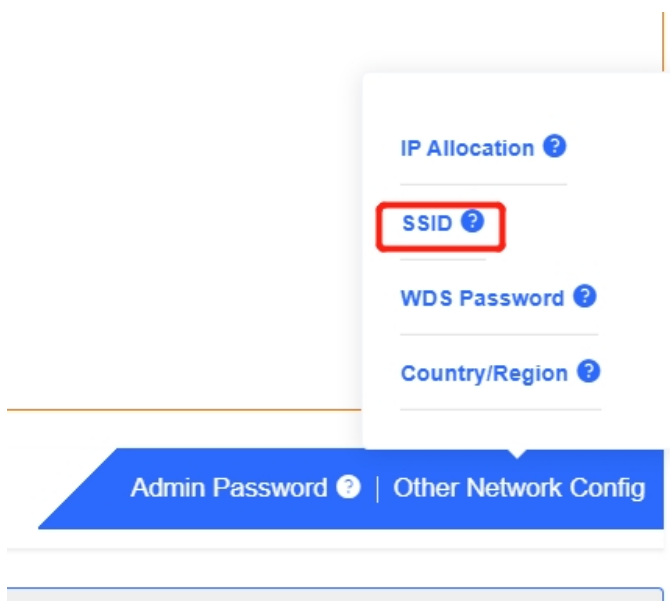 IP Allocation ?
SSID ?
WDS Password ?
Country/Region ?
Admin Password ? | Other Network Config